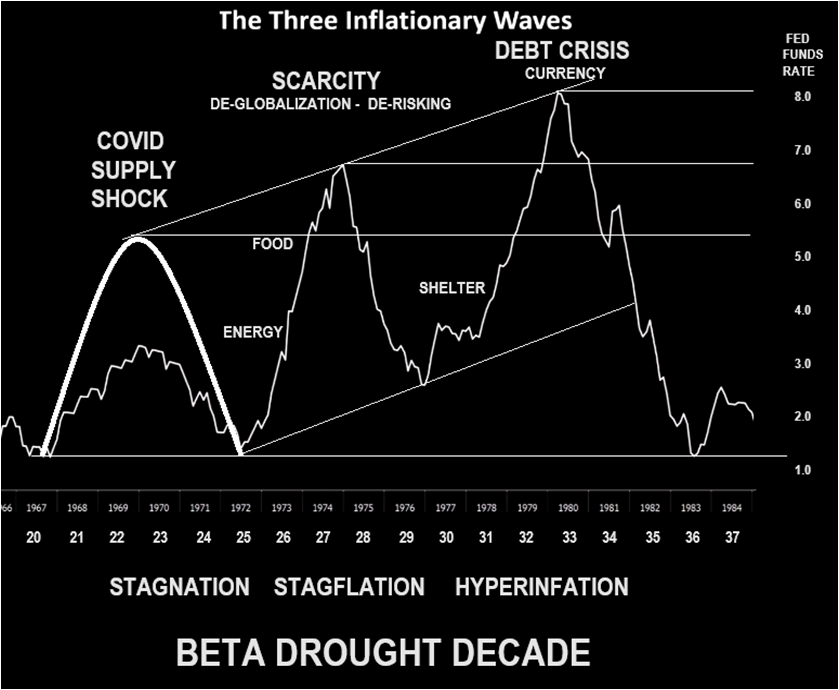 The Three Inflationary Waves
DEBT CRISIS
CURRENCY
FED
FUNDS
RATE
SCARCITY
DE-GLOBALIZATION - DE-RISKING
COVID
SUPPLY
SHOCK
8.0
7.0
6.0
5.0
4.0
3.0
2.0
1.0
FOOD
SHELTER
ENERGY
66 1967 1968 1969 1970 1971 1972 1973 1974 1975 1976 1977 1978 1979 1980 1981 1982 1983 1984
20 21 22 23 24 25 26 27 28 29 30 31 32 33 34 35 36 37
STAGNATION STAGFLATION HYPERINFATION
BETA DROUGHT DECADE